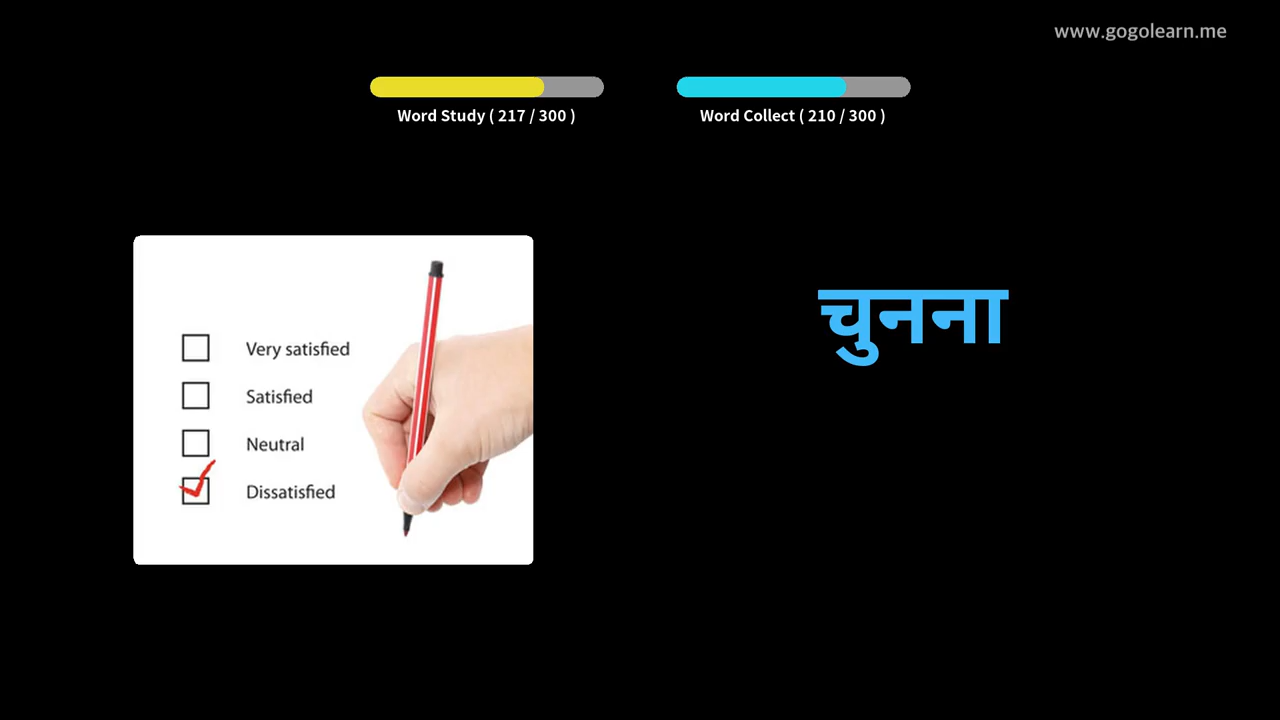 www.gogolearn.me
Word Study ( 217 / 300 )
Word Collect ( 210 / 300 )
Very satisfied
Satisfied
Neutral
Dissatisfied
चुनना